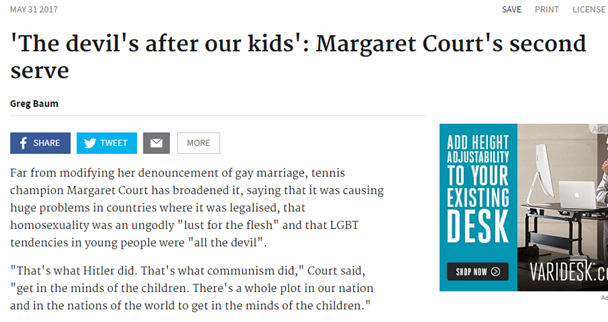 MAY 31 2017
SAVE PRINT LICENSE
'The devil's after our kids': Margaret Court's second
serve
Greg Baum
SHARE
TWEET
MORE
Far from modifying her denouncement of gay marriage, tennis
champion Margaret Court has broadened it, saying that it was causing
huge problems in countries where it was legalised, that
homosexuality was an ungodly "lust for the flesh" and that LGBT
tendencies in young people were "all the devil".
"That's what Hitler did. That's what communism did," Court said,
"get in the minds of the children. There's a whole plot in our nation
and in the nations of the world to get in the minds of the children."
ADD HEIGHT
ADJUSTABILITY
TO YOUR
EXISTING
DESK
SHOP NOW
VARIDESK.co